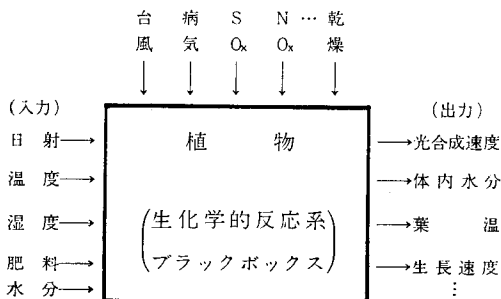 台風 病気 SOx NOx … 乾燥
(入力)
(出力)
日射
温度
湿度
肥料
水分
植物
(生化学的反応系
ブラックボックス)
光合成速度
体内水分
葉温
生長速度
⋮